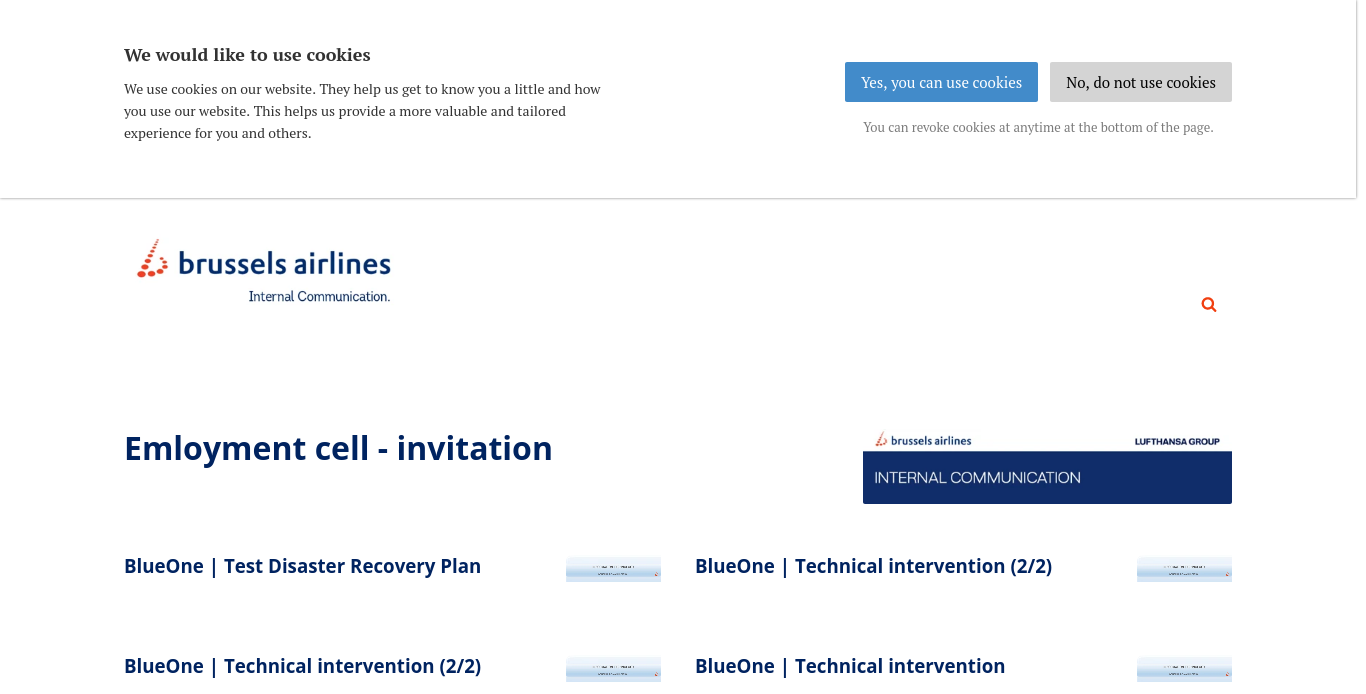 We would like to use cookies
We use cookies on our website. They help us get to know you a little and how
you use our website. This helps us provide a more valuable and tailored
experience for you and others.
Yes, you can use cookies
No, do not use cookies
You can revoke cookies at anytime at the bottom of the page.
brussels airlines
Internal Communication.
Emloyment cell - invitation
brussels airlines
LUFTHANSA GROUP
INTERNAL COMMUNICATION
BlueOne | Test Disaster Recovery Plan
BlueOne | Technical intervention (2/2)
BlueOne | Technical intervention (2/2)
BlueOne | Technical intervention